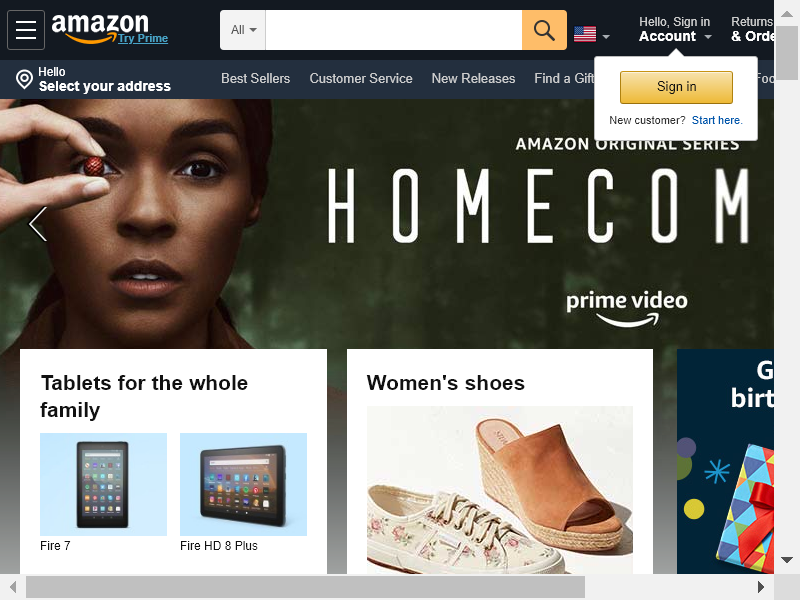 amazon
Try Prime
All
Hello, Sign in
Account
Returns
& Orde
Hello
Select your address
Best Sellers
Customer Service
New Releases
Find a Gift
Foo
Sign in
New customer? Start here.
AMAZON ORIGINAL SERIES
HOMECOM
prime video
Tablets for the whole
family
Fire 7
Fire HD 8 Plus
Women's shoes
G
birt